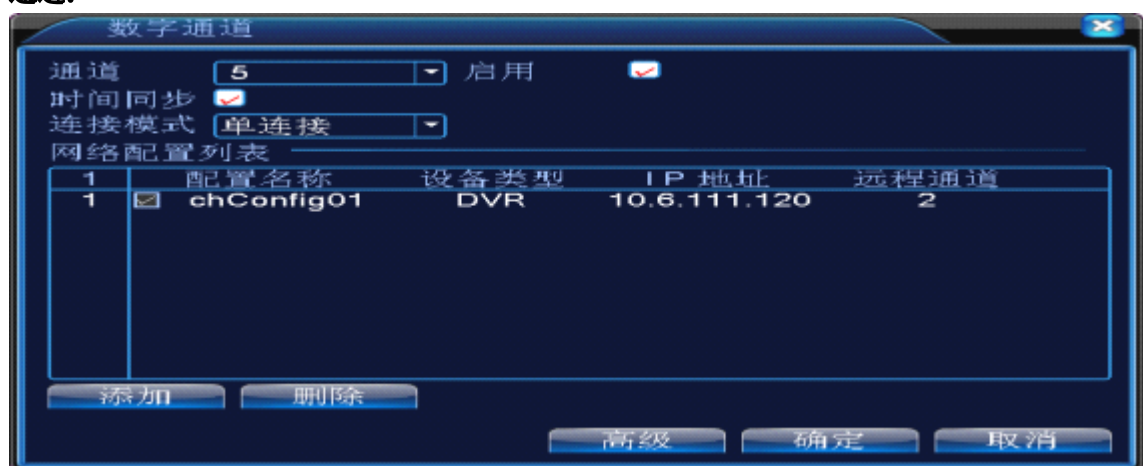 数字通道
通道 5 启用
时间同步
连接模式 单连接
网络配置列表
1 配置名称 设备类型 IP 地址 远程通道
1 chConfig01 DVR 10.6.111.120 2
添加 删除
高级 确定 取消